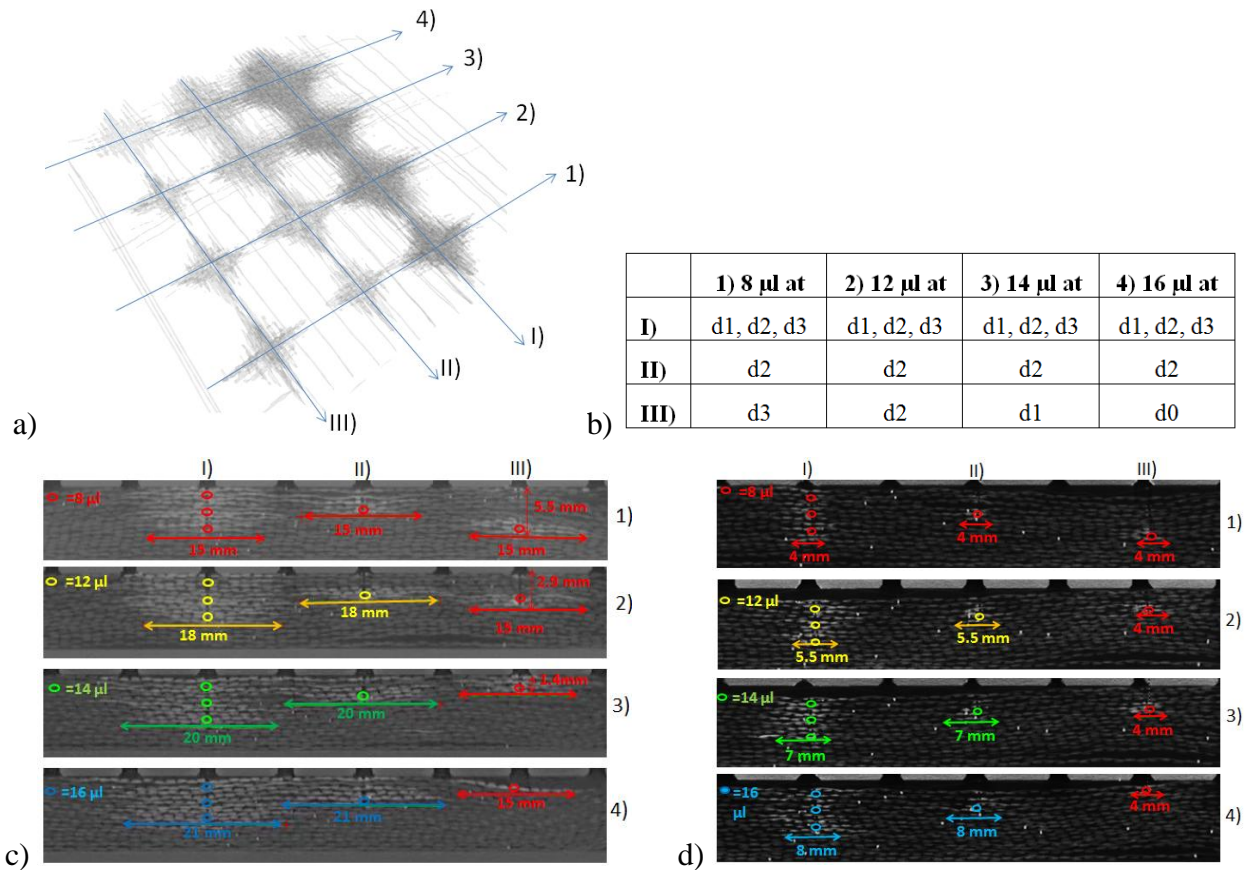 a)
4)
3)
2)
1)
I)
II)
III)
b)
1) 8 µl at 2) 12 µl at 3) 14 µl at 4) 16 µl at
I) d1, d2, d3 d1, d2, d3 d1, d2, d3 d1, d2, d3
II) d2 d2 d2 d2
III) d3 d2 d1 d0
c)
I) II) III)
=8 µl
15 mm
15 mm
5.5 mm
15 mm
1)
=12 µl
18 mm
18 mm
2.9 mm
15 mm
2)
=14 µl
20 mm
20 mm
1.4mm
3)
=16 µl
21 mm
21 mm
15 mm
4)
d)
I) II) III)
=8 µl
4 mm
4 mm
4 mm
1)
=12 µl
5.5 mm
5.5 mm
4 mm
2)
=14 µl
7 mm
7 mm
4 mm
3)
=16
µl
8 mm
8 mm
4 mm
4)